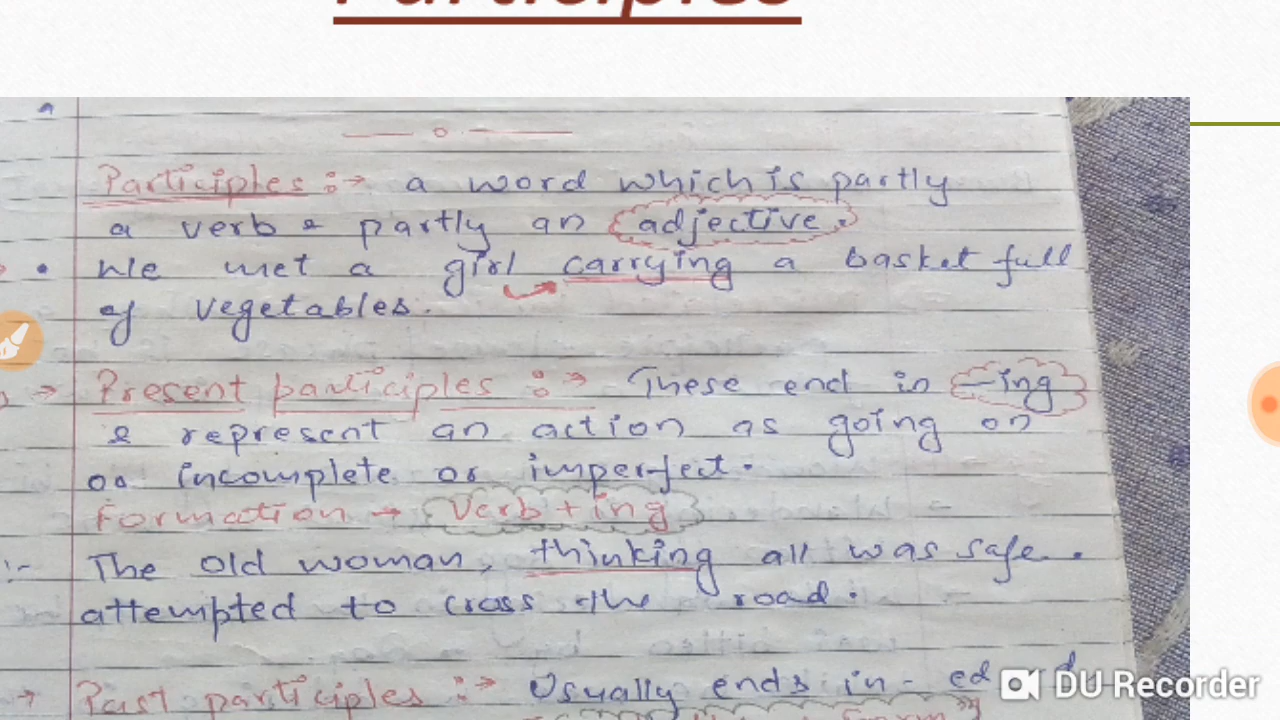 Participles
Participles :→ a word which is partly
a verb & partly an adjective.
• We met a girl carrying a basket full
of vegetables.
→ Present participles :→ These end in -ing
& represent an action as going on
or incomplete or imperfect.
Formation → Verb + ing
:- The old woman, thinking all was safe.
attempted to cross the road.
→ Past participles :→ Usually ends in - ed
DU Recorder